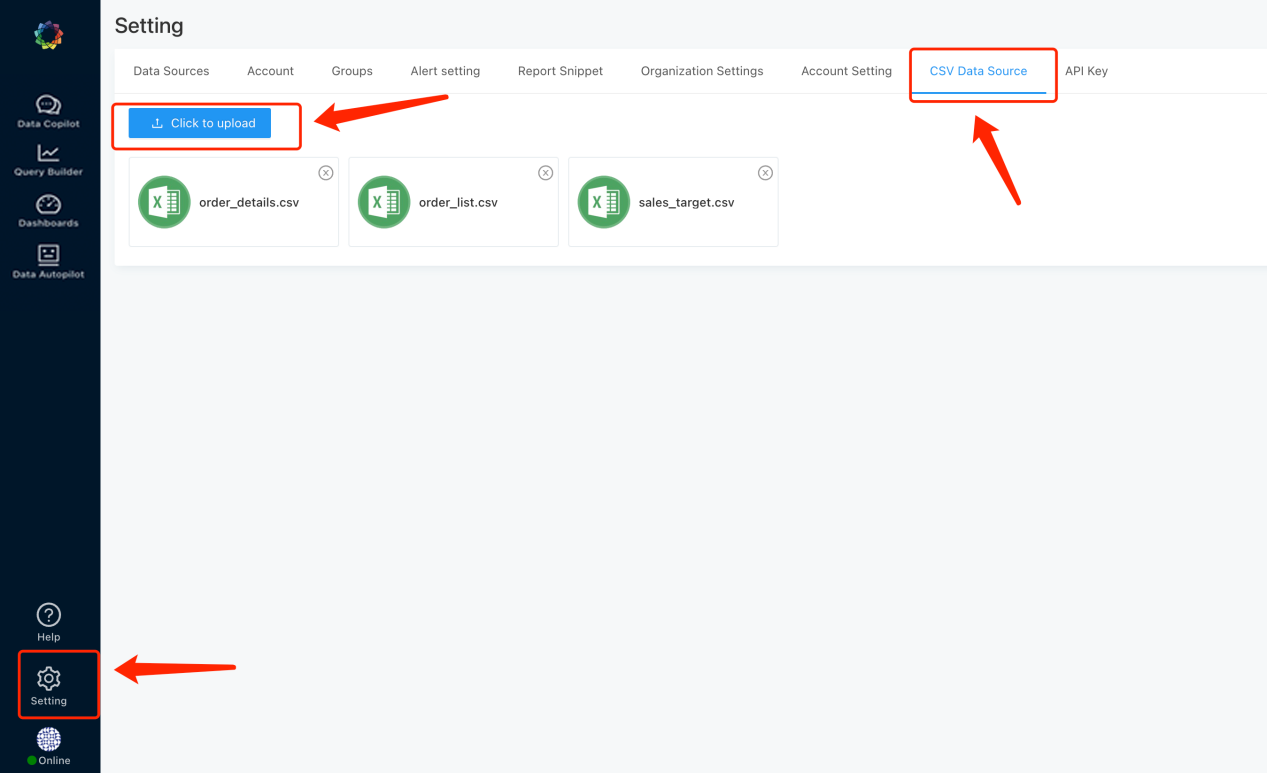 Setting
Data Sources Account Groups Alert setting Report Snippet Organization Settings Account Setting CSV Data Source API Key
Click to upload
order_details.csv order_list.csv sales_target.csv
Data Copilot
Query Builder
Dashboards
Data Autopilot
Help
Setting
Online